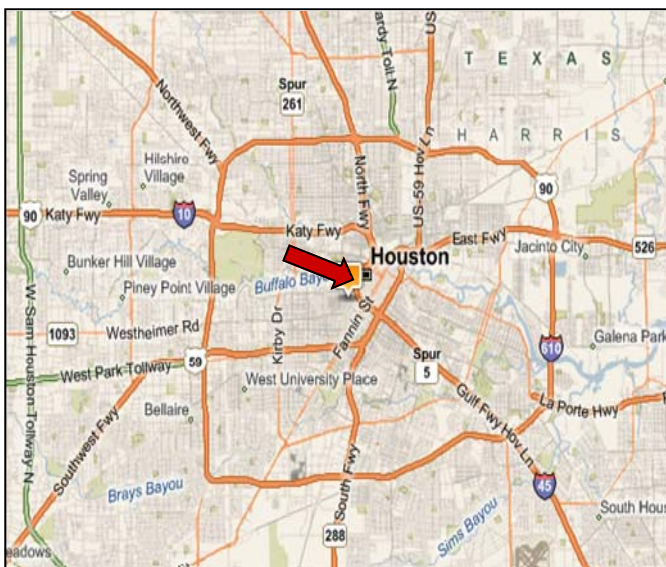 US-
ardy Toll N
TEXAS
Spur
261
Northwest Fwy
North Fwy
US-59 Hov Ln
HARRIS
Hilshiro
Village
Spring
Valley
90
90
Katy Fwy
10
Katy Fwy
East Fwy
Jacinto City
526
Houston
Bunker Hill Village
Buffalo Bayou
Piney Point Village
W-Sam Houston Tollway N
1093
Westheimer Rd
Kirby Dr
Fannin St
Galena Park
610
59
West Park Tollway
Spur
5
West University Place
La Porte Hwy
Bellaire
Gulf Fwy Hov Ln
Southwest Fwy
South Fwy
45
Brays Bayou
South Hous
288
Sims Bayou
eadows